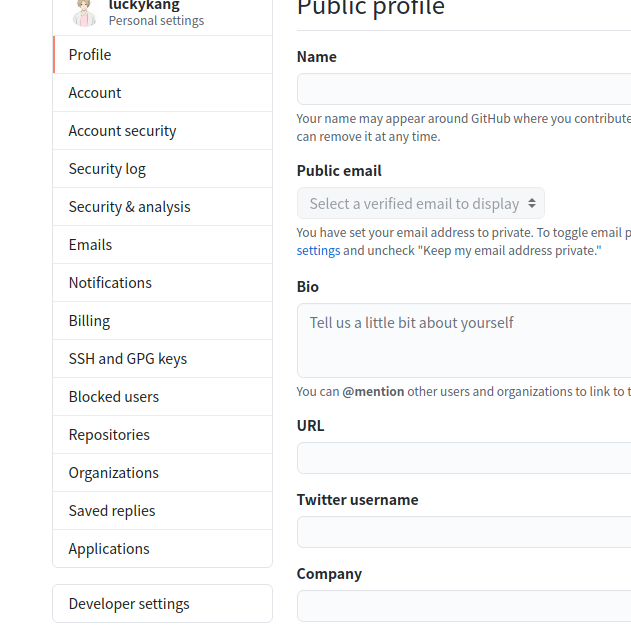 luckykang
Personal settings
Profile
Account
Account security
Security log
Security & analysis
Emails
Notifications
Billing
SSH and GPG keys
Blocked users
Repositories
Organizations
Saved replies
Applications
Developer settings
Public profile
Name
Your name may appear around GitHub where you contribute
can remove it at any time.
Public email
Select a verified email to display
You have set your email address to private. To toggle email p
settings and uncheck "Keep my email address private."
Bio
Tell us a little bit about yourself
You can @mention other users and organizations to link to t
URL
Twitter username
Company